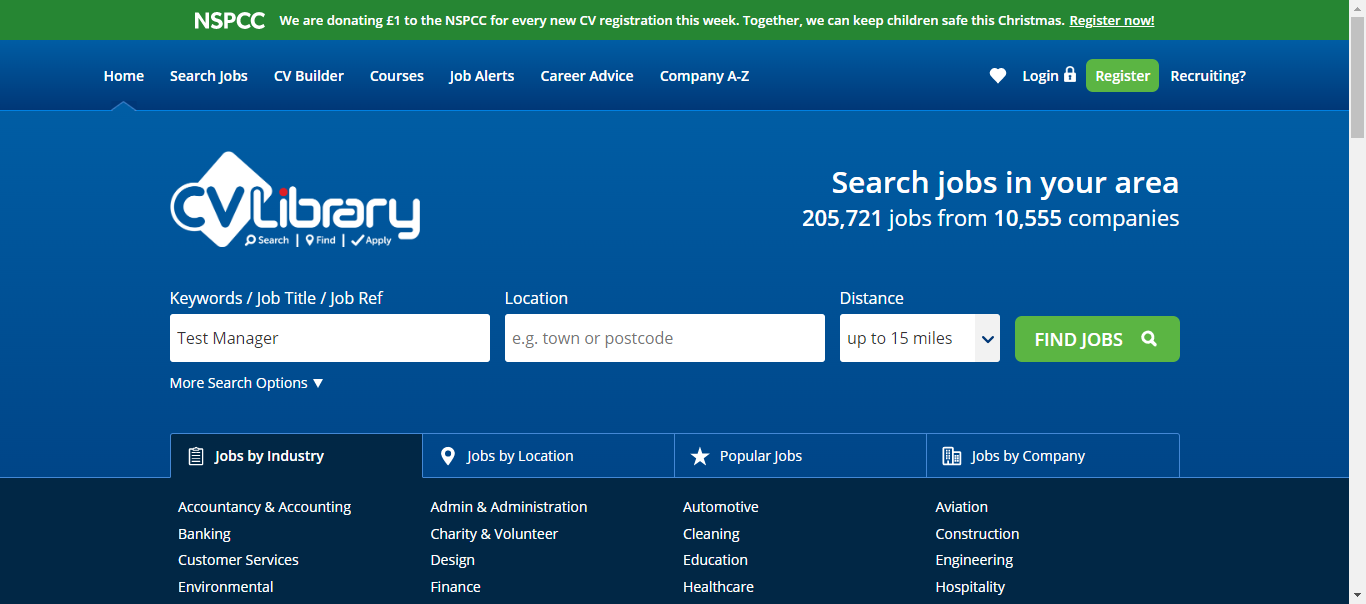 NSPCC We are donating £1 to the NSPCC for every new CV registration this week. Together, we can keep children safe this Christmas. Register now!
Home Search Jobs CV Builder Courses Job Alerts Career Advice Company A-Z Login Register Recruiting?
CVLibrary
Search | Find | Apply
Search jobs in your area
205,721 jobs from 10,555 companies
Keywords / Job Title / Job Ref Location Distance
Test Manager e.g. town or postcode up to 15 miles FIND JOBS
More Search Options ▼
Jobs by Industry Jobs by Location Popular Jobs Jobs by Company
Accountancy & Accounting Admin & Administration Automotive Aviation
Banking Charity & Volunteer Cleaning Construction
Customer Services Design Education Engineering
Environmental Finance Healthcare Hospitality